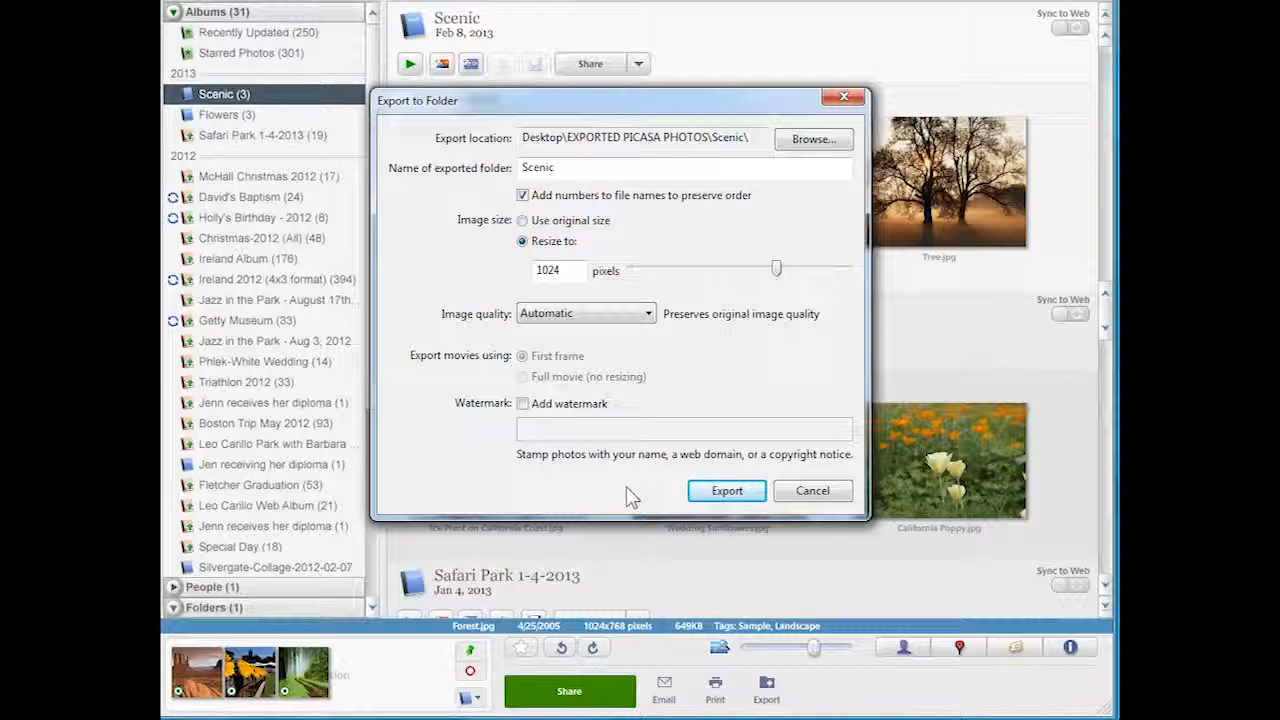 Albums (31)
Recently Updated (250)
Starred Photos (301)
2013
Scenic (3)
Flowers (3)
Safari Park 1-4-2013 (19)
2012
McHall Christmas 2012 (17)
David's Baptism (24)
Holly's Birthday - 2012 (8)
Christmas-2012 (All) (48)
Ireland Album (176)
Ireland 2012 (4x3 format) (394)
Jazz in the Park - August 17th...
Getty Museum (33)
Jazz in the Park - Aug 3, 2012
Phlek-White Wedding (14)
Triathlon 2012 (33)
Jenn receives her diploma (1)
Boston Trip May 2012 (93)
Leo Carillo Park with Barbara ...
Jen receiving her diploma (1)
Fletcher Graduation (53)
Leo Carillo Web Album (21)
Jenn receives her diploma (1)
Special Day (18)
Silvergate-Collage-2012-02-07
People (1)
Folders (1)
Scenic
Feb 8, 2013
Sync to Web
Share
Export to Folder
Export location: Desktop\EXPORTED PICASA PHOTOS\Scenic\ Browse...
Name of exported folder: Scenic
Add numbers to file names to preserve order
Image size: Use original size
Resize to:
1024 pixels
Image quality: Automatic Preserves original image quality
Export movies using: First frame
Full movie (no resizing)
Watermark: Add watermark
Stamp photos with your name, a web domain, or a copyright notice.
Export Cancel
Tree.jpg
Sync to Web
Ice Plant on California Coast.jpg Wedding Sunflowers.jpg California Poppy.jpg
Safari Park 1-4-2013
Jan 4, 2013
Sync to Web
Forest.jpg 4/25/2005 1024x768 pixels 649KB Tags: Sample, Landscape
Share
Email
Print
Export